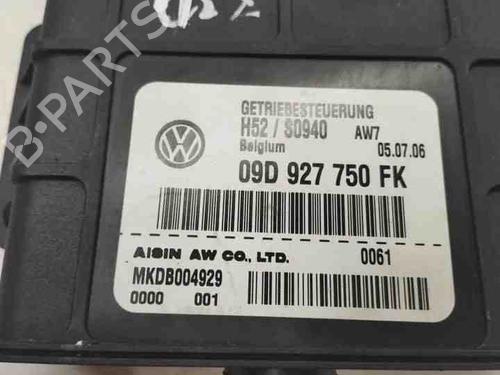 GETRIEBESTEUERUNG
H52 / S0940 AW7
Belgium 05.07.06
09D 927 750 FK
AISIN AW CO., LTD. 0061
MKDB004929
0000 001
B-PARTS